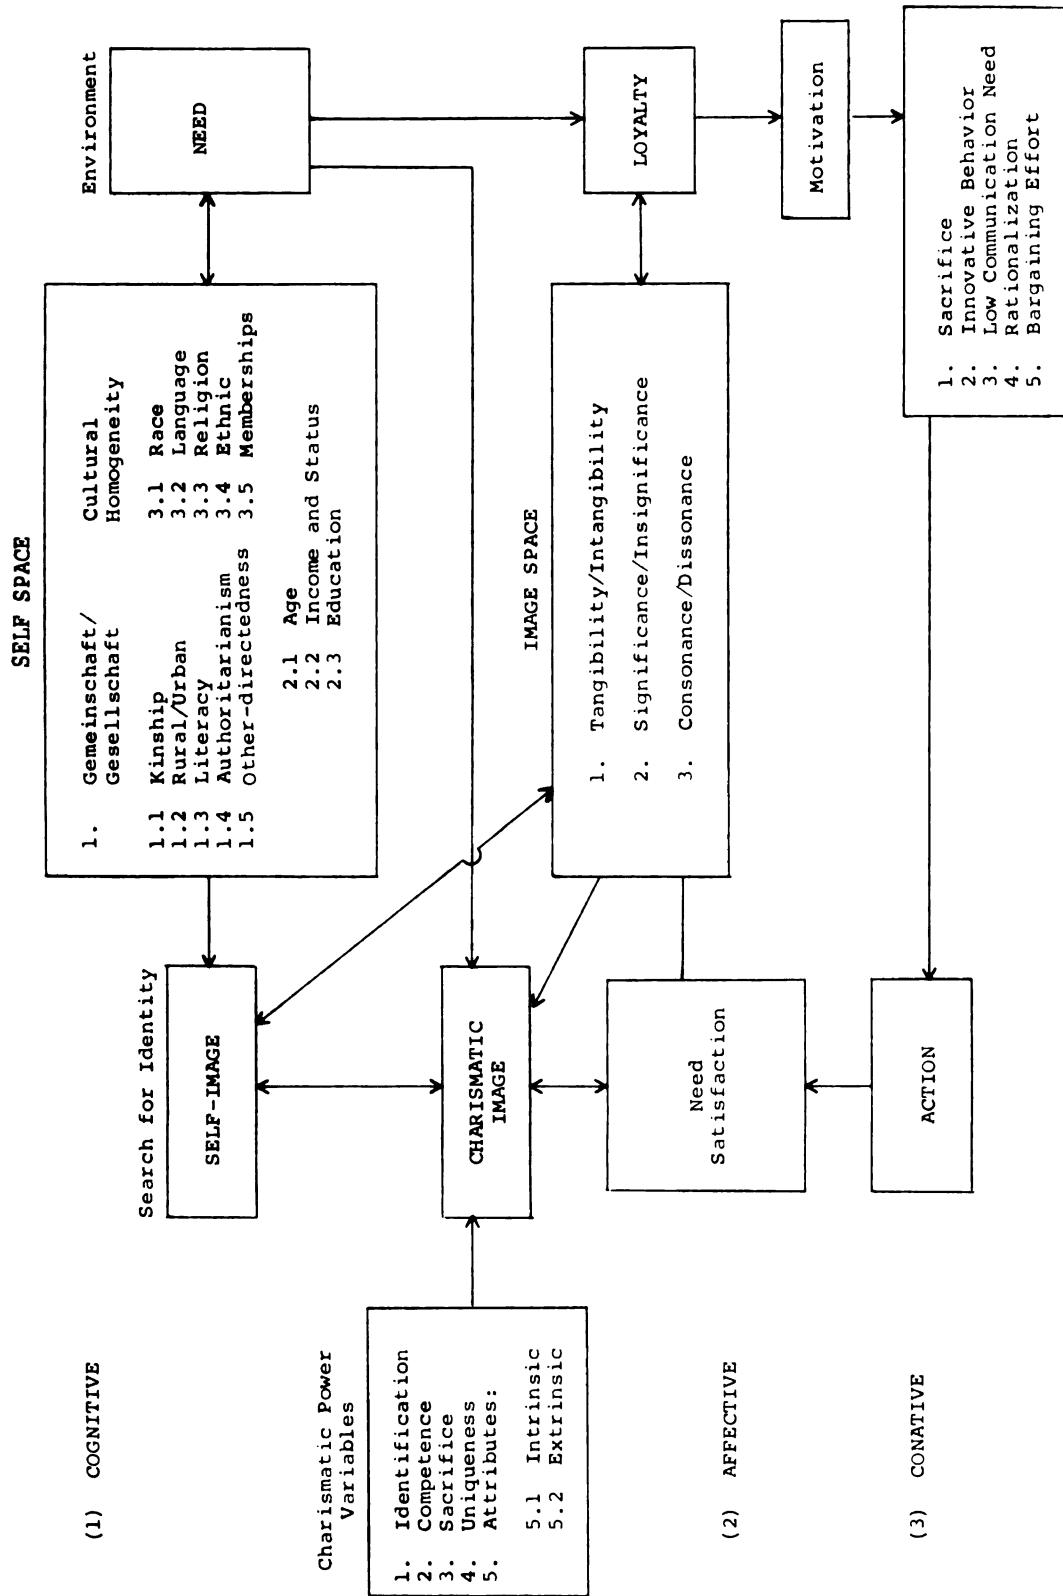 (1) COGNITIVE
Search for Identity
SELF-IMAGE
SELF SPACE
1. Gemeinschaft/
Gesellschaft
1.1 Kinship
1.2 Rural/Urban
1.3 Literacy
1.4 Authoritarianism
1.5 Other-directedness
Cultural
Homogeneity
3.1 Race
3.2 Language
3.3 Religion
3.4 Ethnic
3.5 Memberships
2.1 Age
2.2 Income and Status
2.3 Education
Environment
NEED
Charismatic Power
Variables
1. Identification
2. Competence
3. Sacrifice
4. Uniqueness
5. Attributes:
5.1 Intrinsic
5.2 Extrinsic
CHARISMATIC
IMAGE
IMAGE SPACE
1. Tangibility/Intangibility
2. Significance/Insignificance
3. Consonance/Dissonance
LOYALTY
(2) AFFECTIVE
Need
Satisfaction
Motivation
(3) CONATIVE
ACTION
1. Sacrifice
2. Innovative Behavior
3. Low Communication Need
4. Rationalization
5. Bargaining Effort